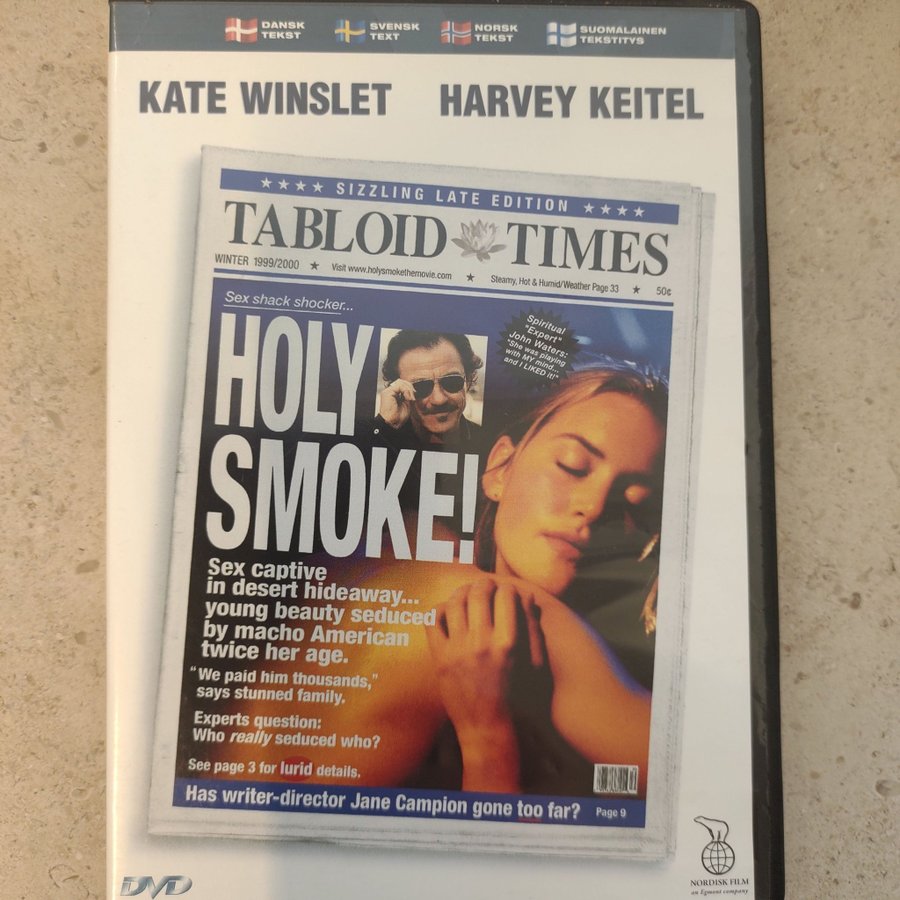 DANSK TEKST
SVENSK TEXT
NORSK TEKST
SUOMALAINEN TEKSTITYS
KATE WINSLET HARVEY KEITEL
★★★★ SIZZLING LATE EDITION ★★★★
TABLOID TIMES
WINTER 1999/2000 ★ Visit www.holysmokethemovie.com ★ Steamy, Hot & Humid/Weather Page 33 ★ 50¢
Sex shack shocker...
HOLY
SMOKE!
Spiritual
"Expert"
John Waters:
"She was playing
with MY mind...
and I LIKED it!"
Sex captive
in desert hideaway...
young beauty seduced
by macho American
twice her age.
"We paid him thousands,"
says stunned family.
Experts question:
Who really seduced who?
See page 3 for lurid details.
Has writer-director Jane Campion gone too far? Page 9
DVD
NORDISK FILM
an Egmont company